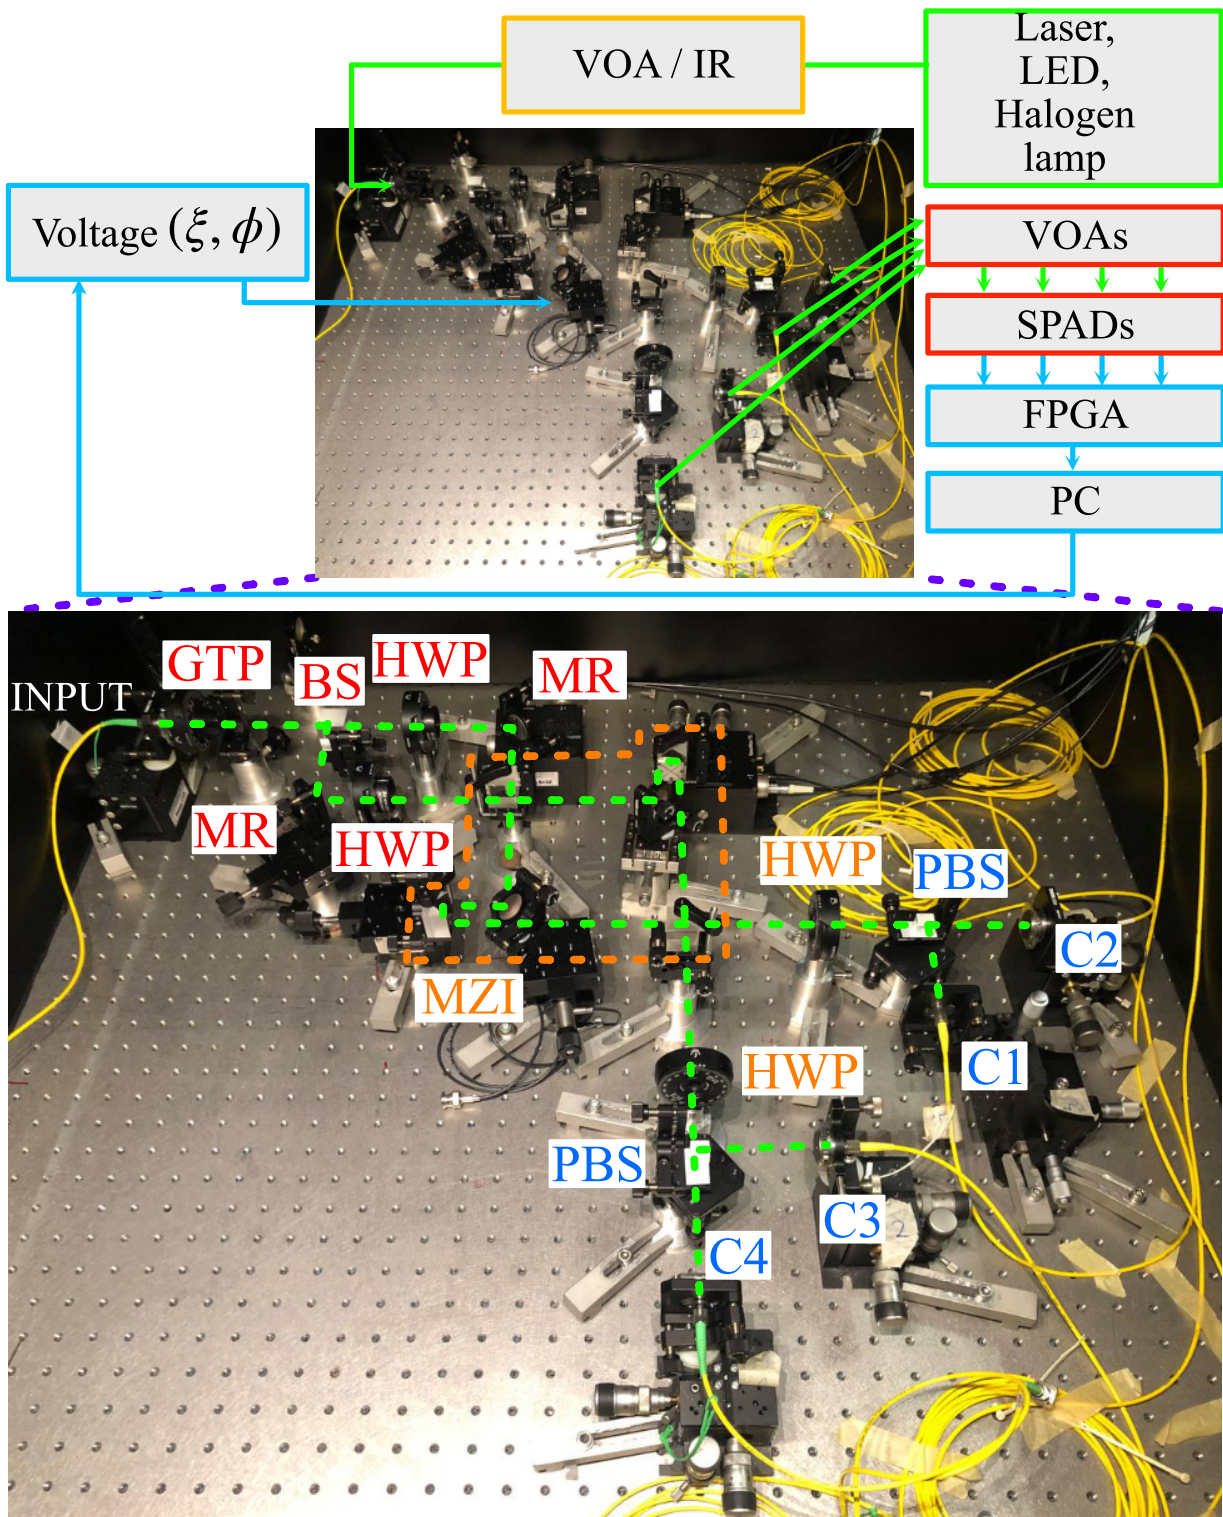 VOA / IR
Laser,
LED,
Halogen
lamp
Voltage (ξ, ϕ)
VOAs
SPADs
FPGA
PC
GTP
BS
HWP
MR
INPUT
MR
HWP
HWP
PBS
C2
MZI
HWP
C1
PBS
C3
2
C4